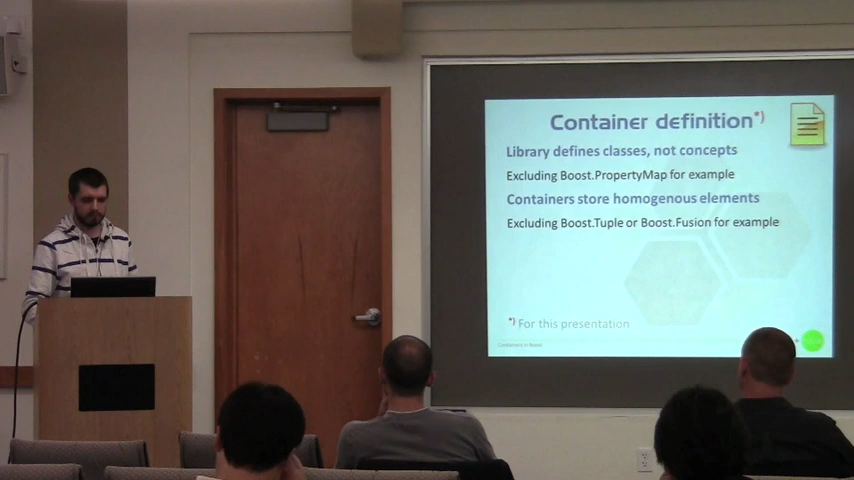 Container definition*)
Library defines classes, not concepts
Excluding Boost.PropertyMap for example
Containers store homogenous elements
Excluding Boost.Tuple or Boost.Fusion for example
*) For this presentation
Containers in Boost